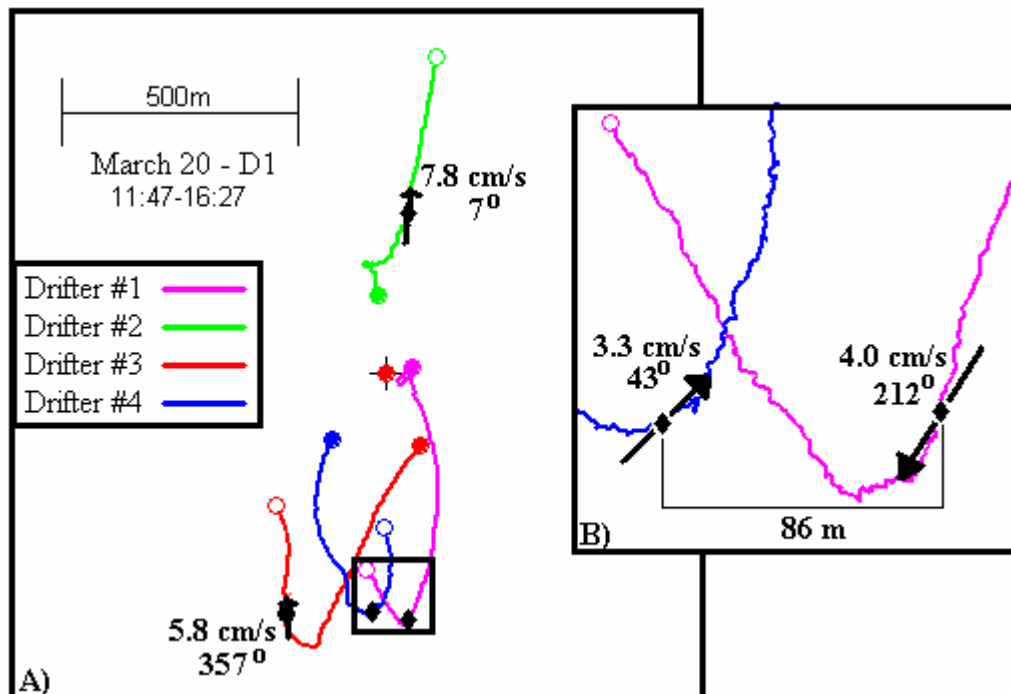 500m
March 20 - D1
11:47-16:27
7.8 cm/s
7°
Drifter #1
Drifter #2
Drifter #3
Drifter #4
5.8 cm/s
357°
A)
3.3 cm/s
43°
4.0 cm/s
212°
86 m
B)